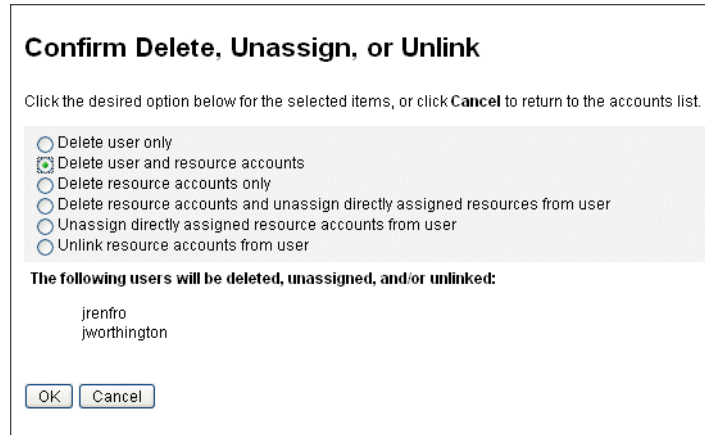 Confirm Delete, Unassign, or Unlink
Click the desired option below for the selected items, or click Cancel to return to the accounts list.
Delete user only
Delete user and resource accounts
Delete resource accounts only
Delete resource accounts and unassign directly assigned resources from user
Unassign directly assigned resource accounts from user
Unlink resource accounts from user
The following users will be deleted, unassigned, and/or unlinked:
jrenfro
jworthington
OK Cancel